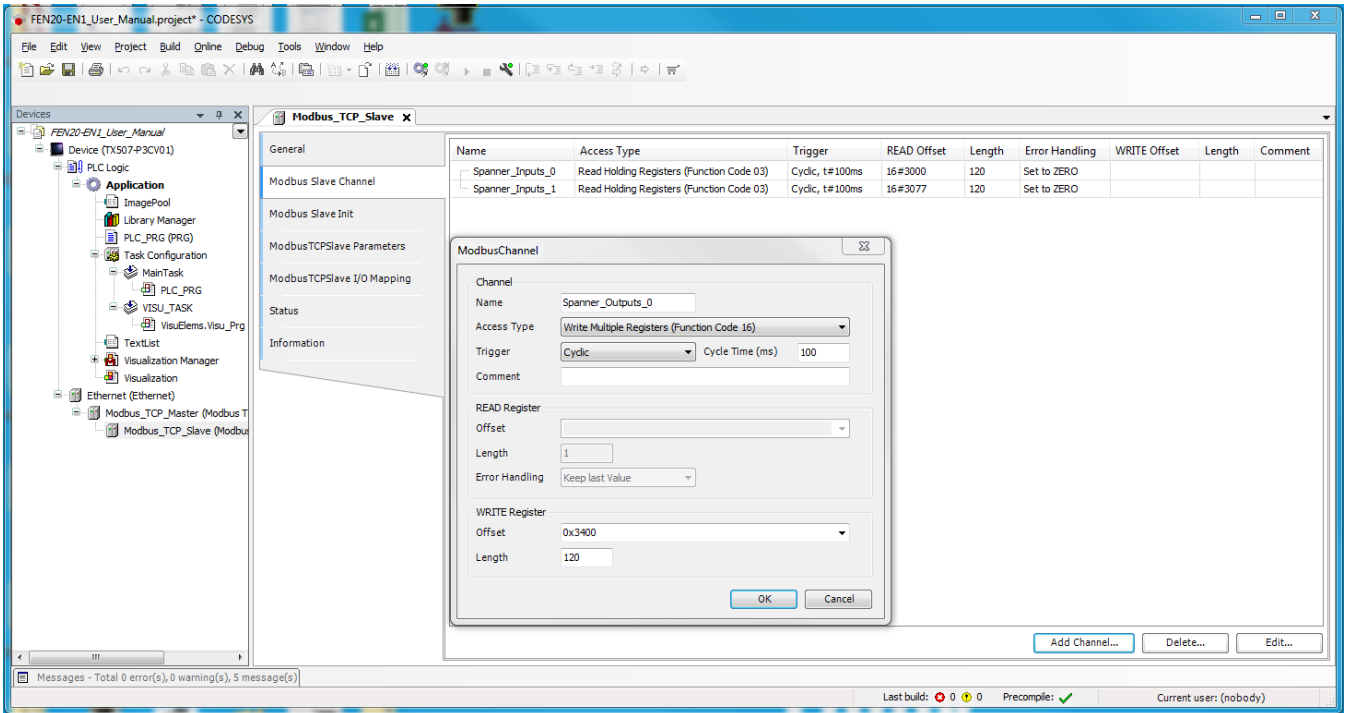 FEN20-EN1_User_Manual.project* - CODESYS
File Edit View Project Build Online Debug Tools Window Help
Devices
FEN20-EN1_User_Manual
Device (TX507-P3CV01)
PLC Logic
Application
ImagePool
Library Manager
PLC_PRG (PRG)
Task Configuration
MainTask
PLC_PRG
VISU_TASK
VisuElems.Visu_Prg
TextList
Visualization Manager
Visualization
Ethernet (Ethernet)
Modbus_TCP_Master (Modbus T
Modbus_TCP_Slave (Modbu
Modbus_TCP_Slave x
General
Modbus Slave Channel
Modbus Slave Init
ModbusTCPSlave Parameters
ModbusTCPSlave I/O Mapping
Status
Information
Name Access Type Trigger READ Offset Length Error Handling WRITE Offset Length Comment
Spanner_Inputs_0 Read Holding Registers (Function Code 03) Cyclic, t#100ms 16#3000 120 Set to ZERO
Spanner_Inputs_1 Read Holding Registers (Function Code 03) Cyclic, t#100ms 16#3077 120 Set to ZERO
ModbusChannel
Channel
Name Spanner_Outputs_0
Access Type Write Multiple Registers (Function Code 16)
Trigger Cyclic Cycle Time (ms) 100
Comment
READ Register
Offset
Length 1
Error Handling Keep last Value
WRITE Register
Offset 0x3400
Length 120
OK Cancel
Add Channel... Delete... Edit...
Messages - Total 0 error(s), 0 warning(s), 5 message(s)
Last build: 0 0 Precompile: Current user: (nobody)